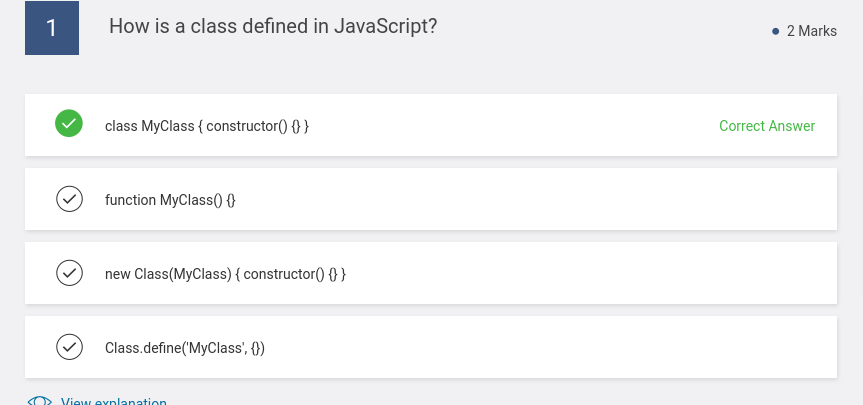 1
How is a class defined in JavaScript?
2 Marks
class MyClass { constructor() {} }
Correct Answer
function MyClass() {}
new Class(MyClass) { constructor() {} }
Class.define('MyClass', {})
View explanation